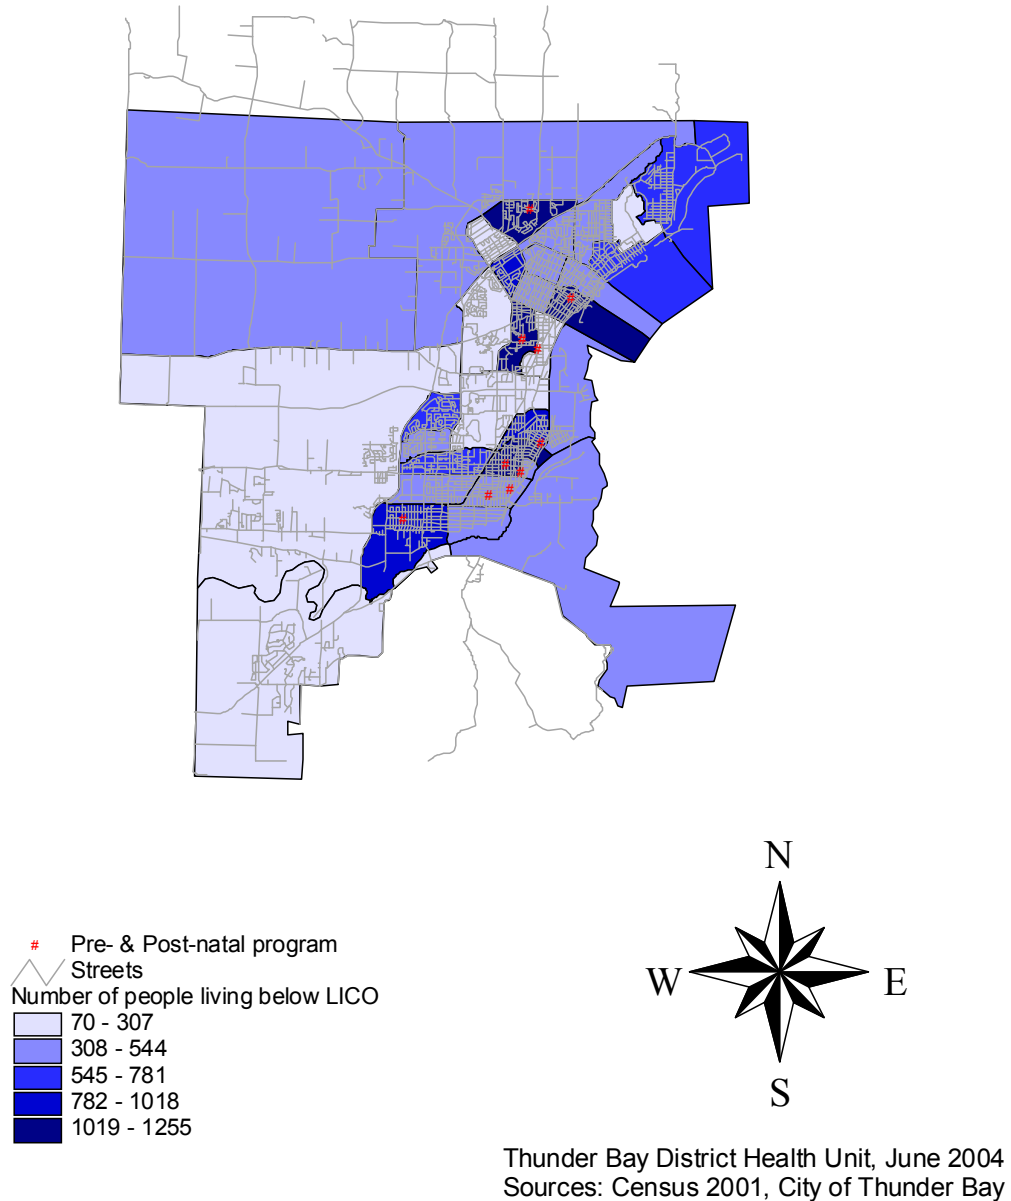 N
W E
S
# Pre- & Post-natal program
Streets
Number of people living below LICO
70 - 307
308 - 544
545 - 781
782 - 1018
1019 - 1255
Thunder Bay District Health Unit, June 2004
Sources: Census 2001, City of Thunder Bay